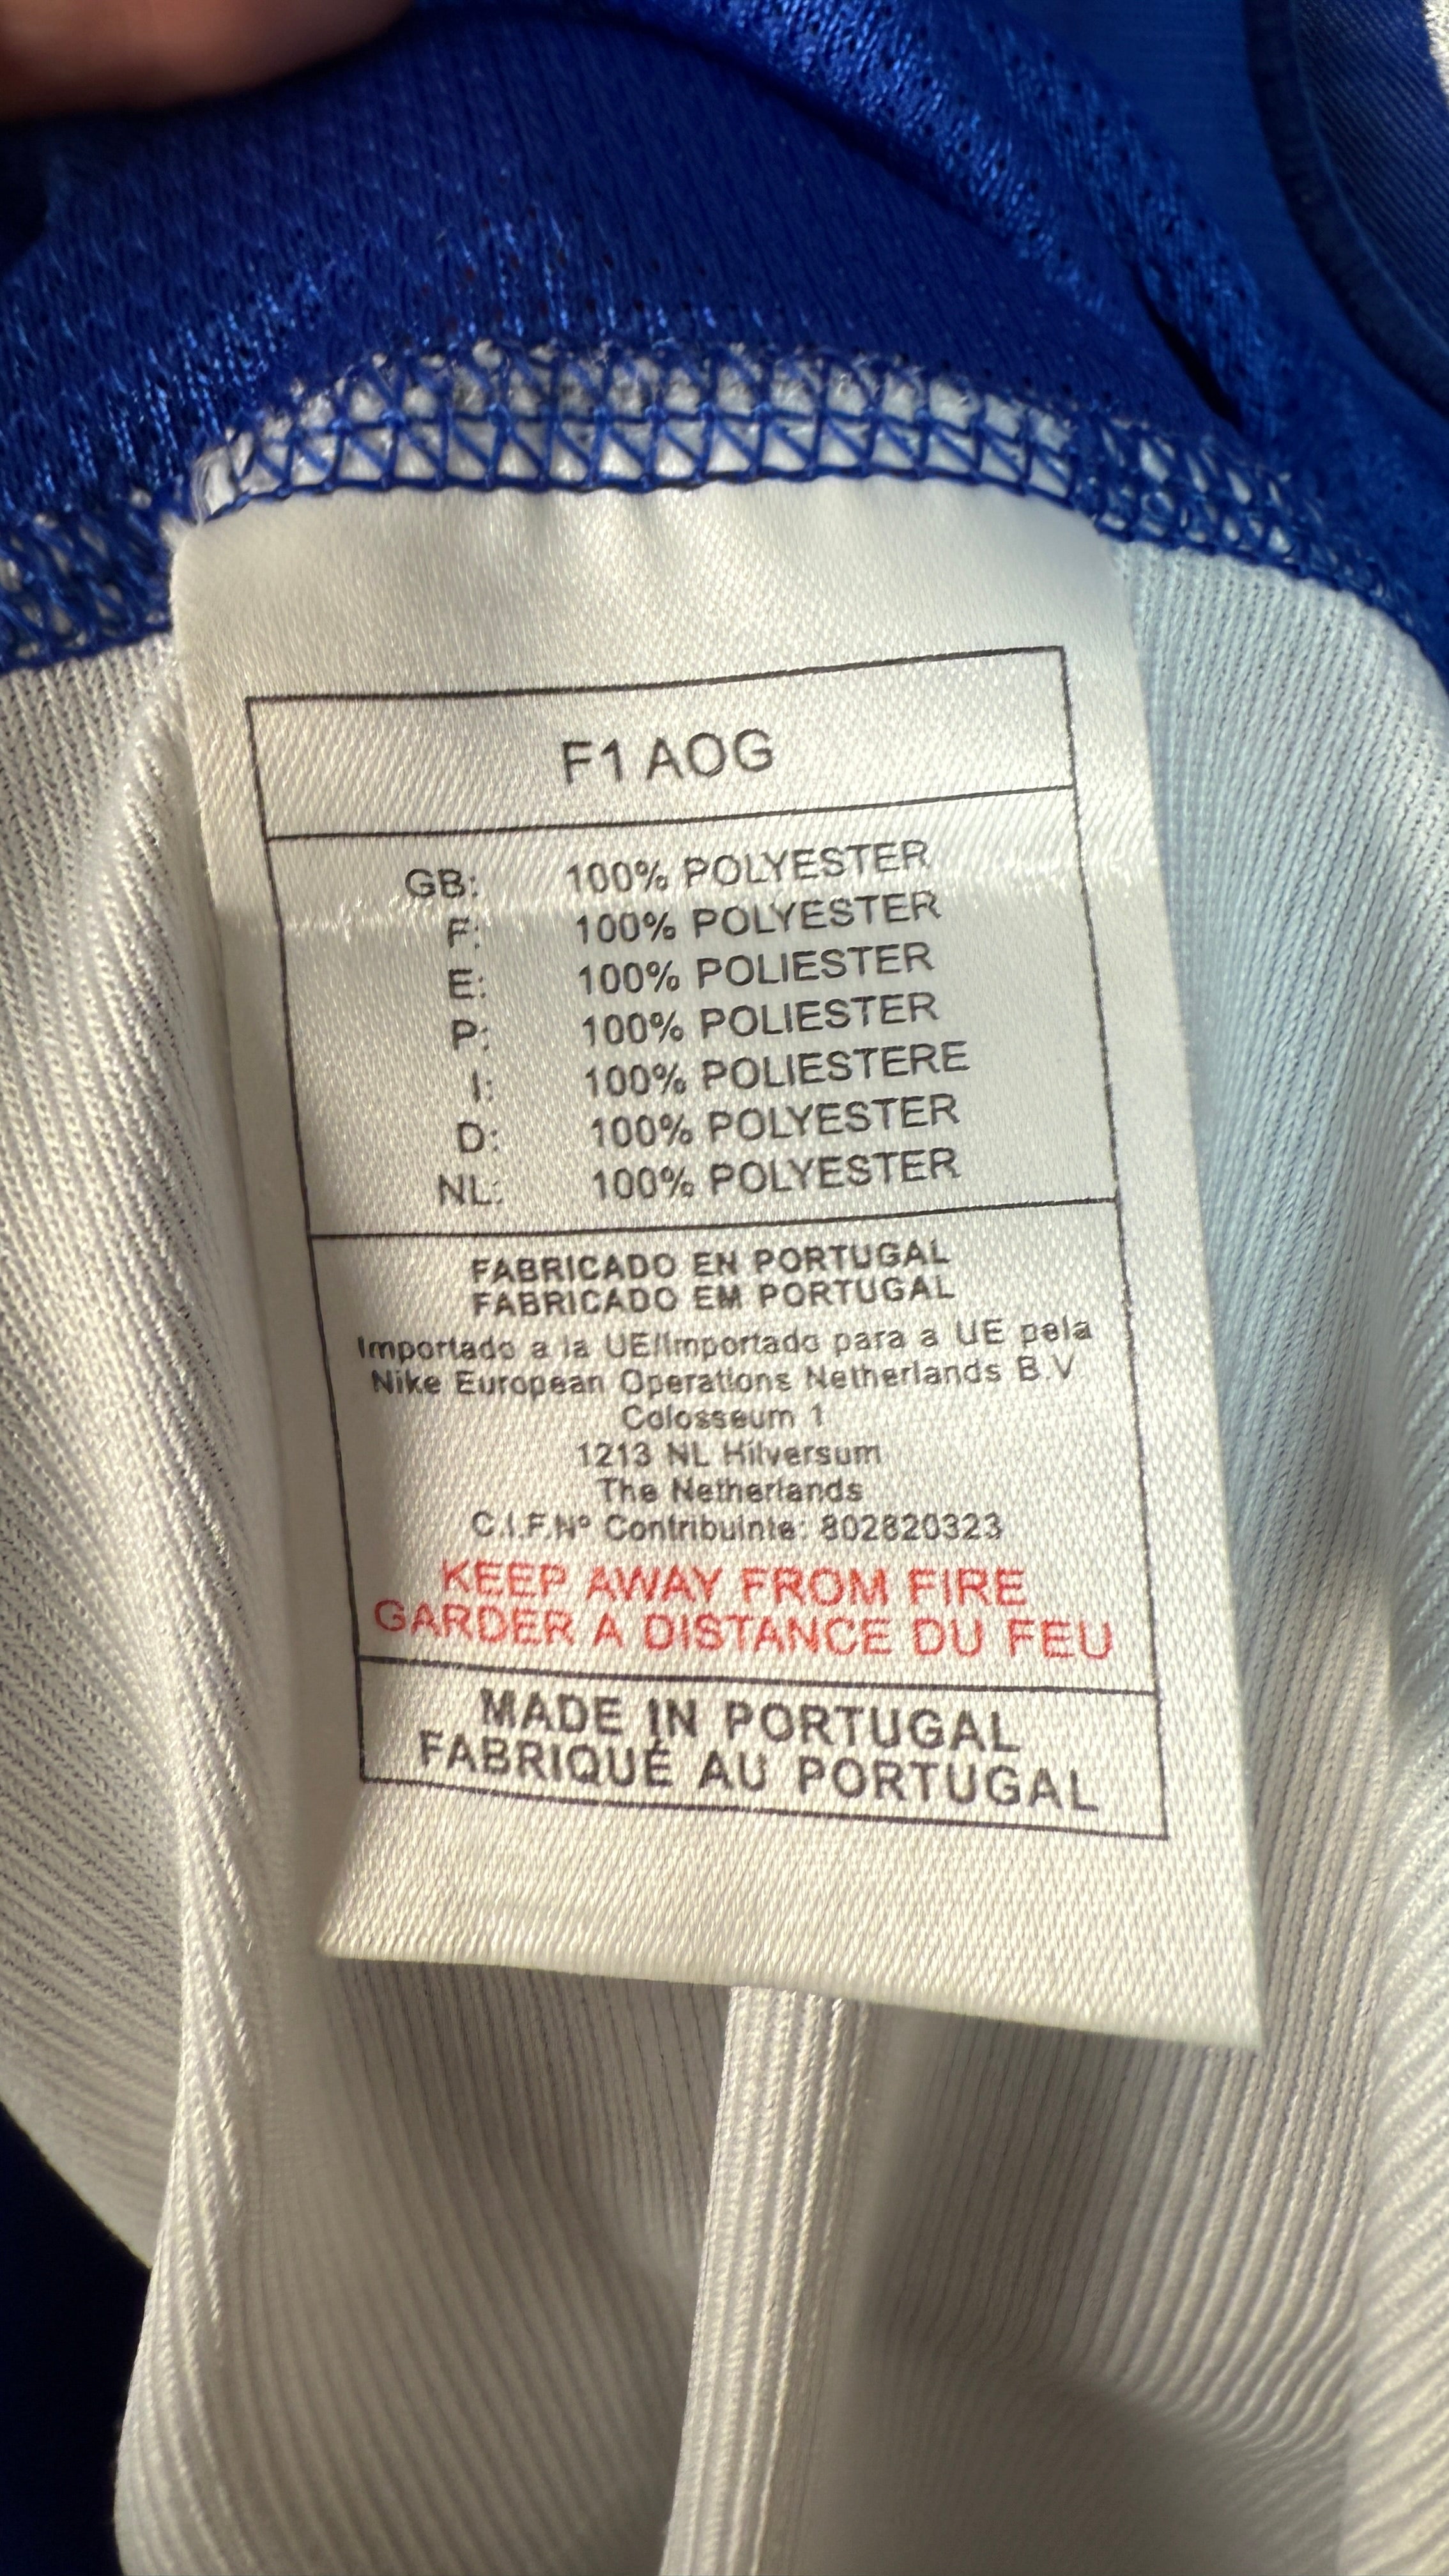 F1 AOG
GB: 100% POLYESTER
F: 100% POLYESTER
E: 100% POLIESTER
P: 100% POLIESTER
I: 100% POLIESTERE
D: 100% POLYESTER
NL: 100% POLYESTER
FABRICADO EN PORTUGAL
FABRICADO EM PORTUGAL
Importado a la UE/Importado para a UE pela
Nike European Operations Netherlands B.V
Colosseum 1
1213 NL Hilversum
The Netherlands
C.I.F.Nº Contribuinte: 802820323
KEEP AWAY FROM FIRE
GARDER A DISTANCE DU FEU
MADE IN PORTUGAL
FABRIQUÉ AU PORTUGAL